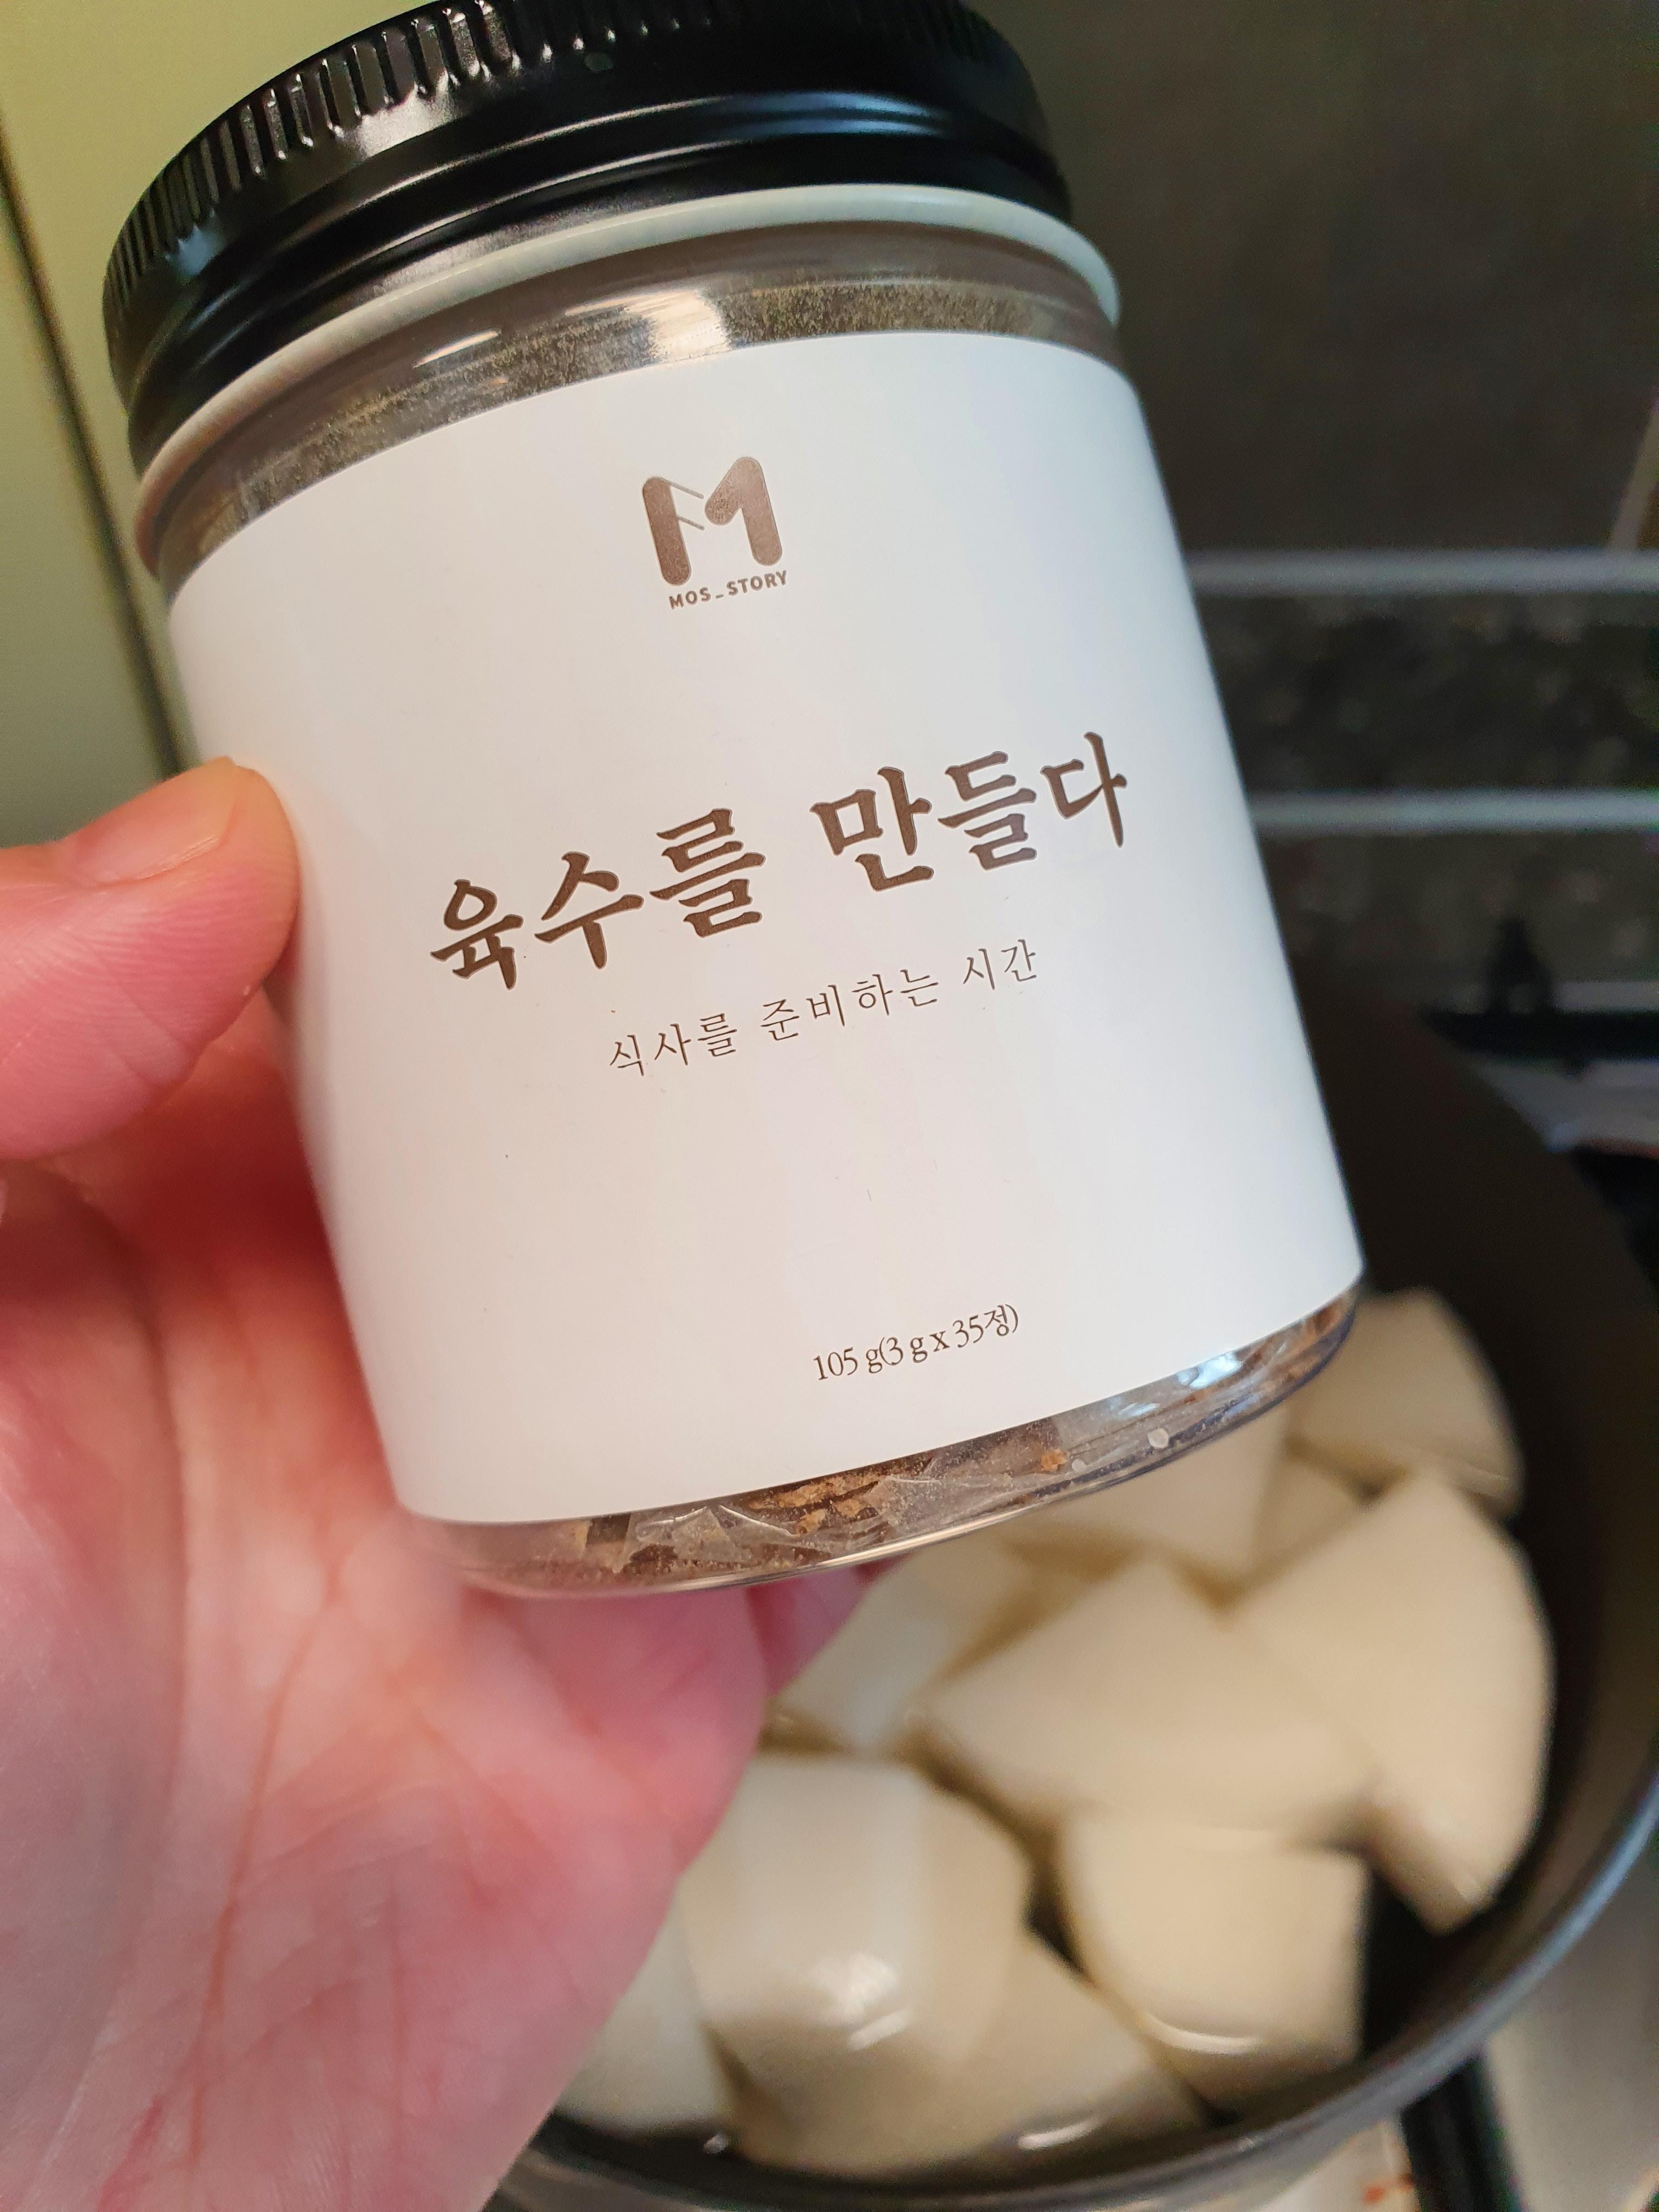 MOS_STORY
육수를 만들다
식사를 준비하는 시간
105 g(3 g x 35정)